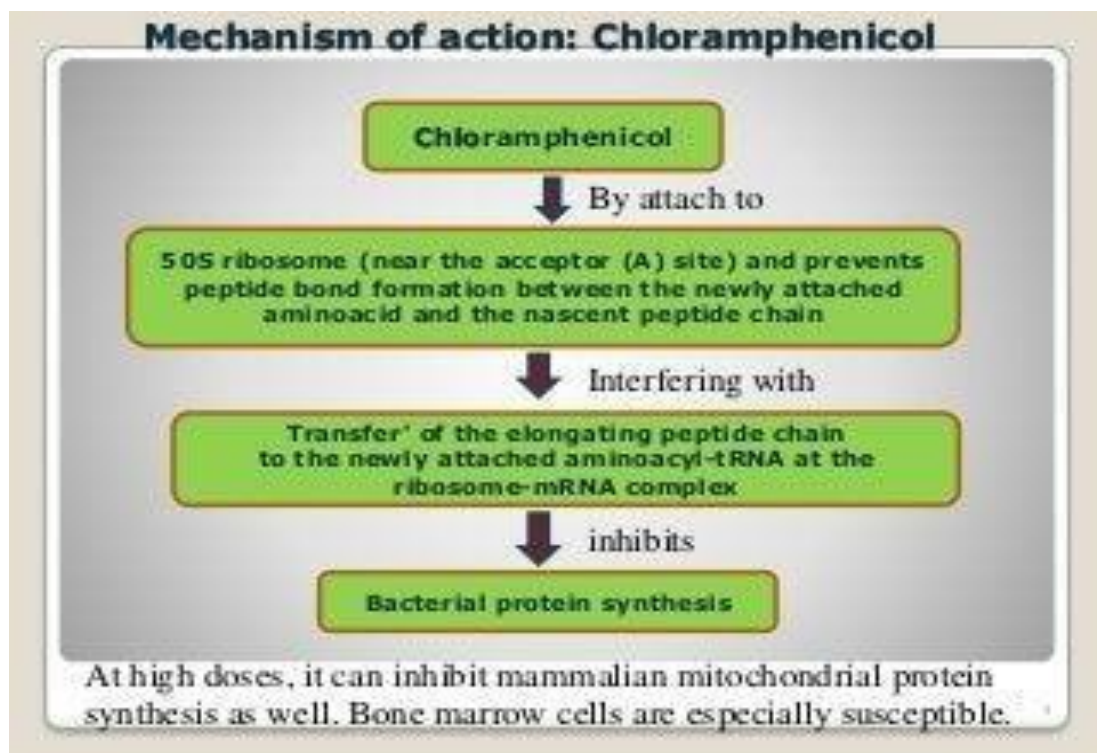 Mechanism of action: Chloramphenicol
Chloramphenicol
By attach to
50S ribosome (near the acceptor (A) site) and prevents
peptide bond formation between the newly attached
aminoacid and the nascent peptide chain
Interfering with
Transfer' of the elongating peptide chain
to the newly attached aminoacyl-tRNA at the
ribosome-mRNA complex
inhibits
Bacterial protein synthesis
At high doses, it can inhibit mammalian mitochondrial protein
synthesis as well. Bone marrow cells are especially susceptible.